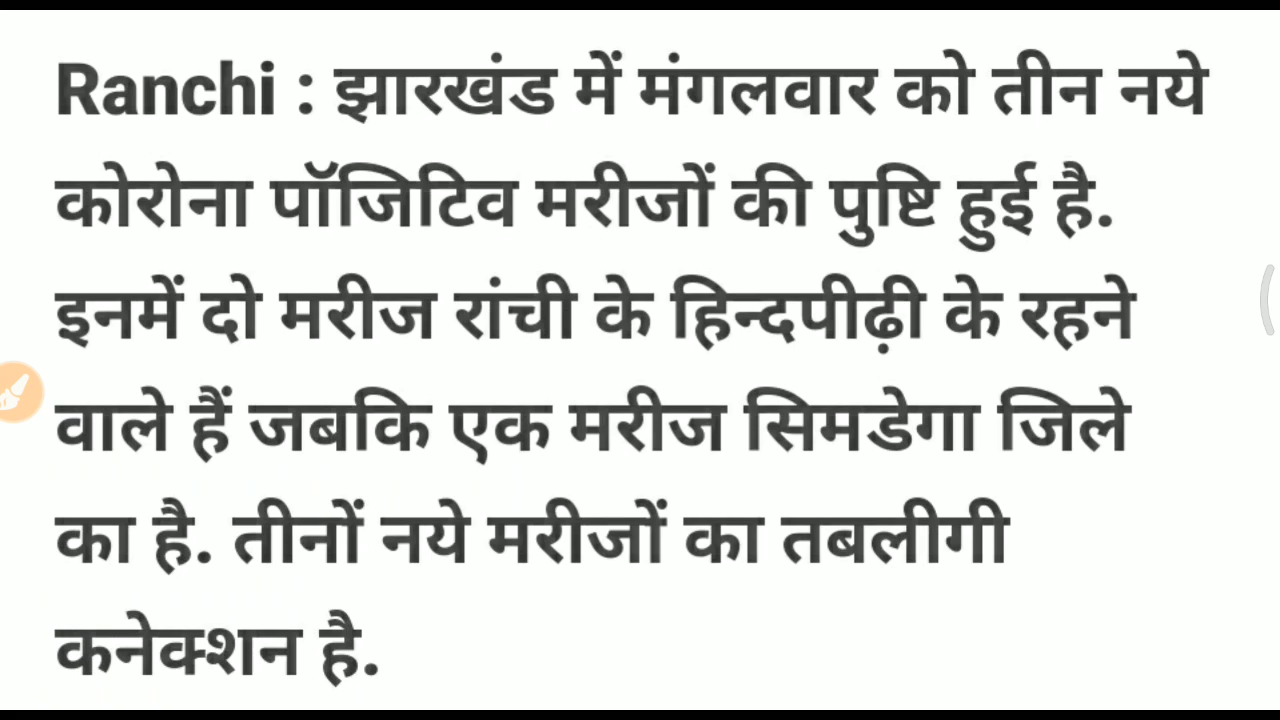 Ranchi : झारखंड में मंगलवार को तीन नये
कोरोना पॉजिटिव मरीजों की पुष्टि हुई है.
इनमें दो मरीज रांची के हिन्दपीढ़ी के रहने
वाले हैं जबकि एक मरीज सिमडेगा जिले
का है. तीनों नये मरीजों का तबलीगी
कनेक्शन है.